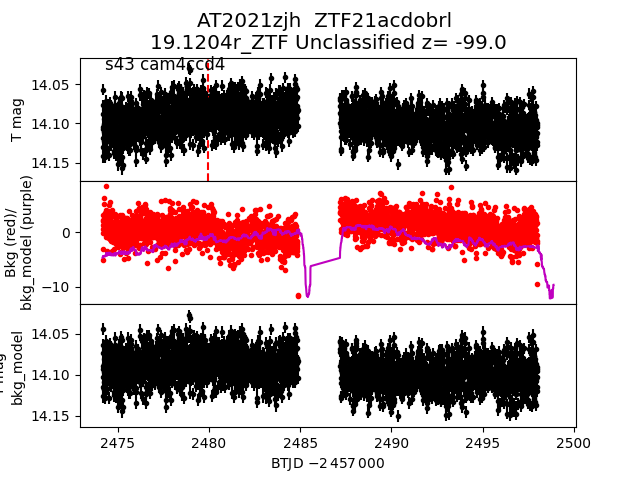 AT2021zjh ZTF21acdobrl
19.1204r_ZTF Unclassified z= -99.0
s43 cam4ccd4
T mag
14.05
14.10
14.15
Bkg (red)/
bkg_model (purple)
0
−10
bkg_model
14.05
14.10
14.15
2475 2480 2485 2490 2495 2500
BTJD −2 457 000